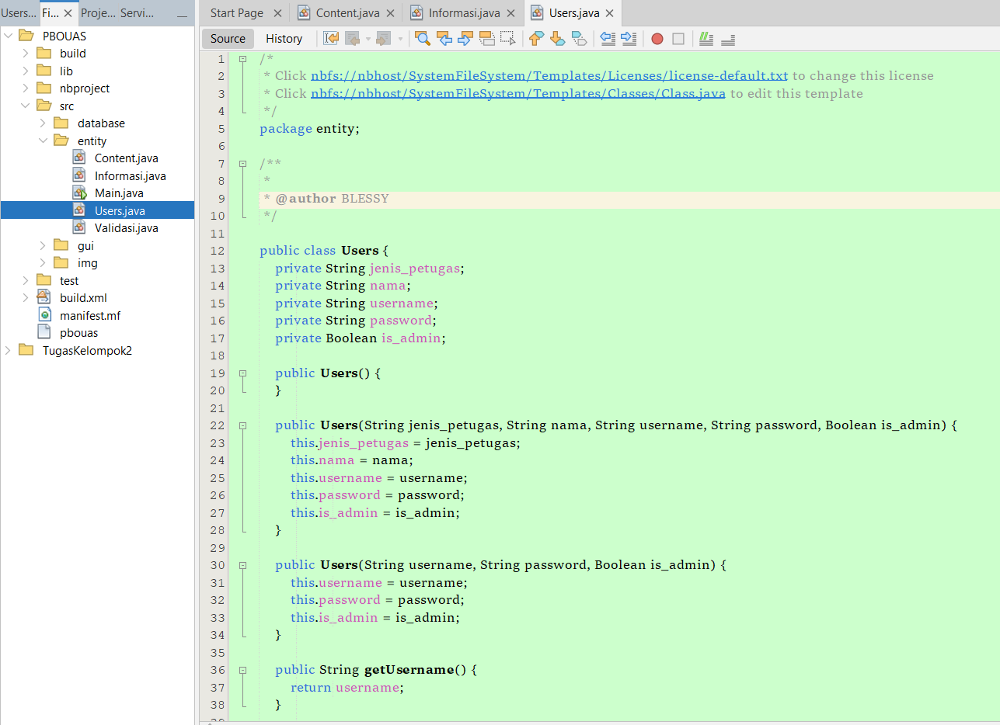 Users... Fi... Proje... Servi...
PBOUAS
build
lib
nbproject
src
database
entity
Content.java
Informasi.java
Main.java
Users.java
Validasi.java
gui
img
test
build.xml
manifest.mf
pbouas
TugasKelompok2
Start Page Content.java Informasi.java Users.java
Source History
1 /*
2 * Click nbfs://nbhost/SystemFileSystem/Templates/Licenses/license-default.txt to change this license
3 * Click nbfs://nbhost/SystemFileSystem/Templates/Classes/Class.java to edit this template
4 */
5 package entity;
6
7 /**
8 *
9 * @author BLESSY
10 */
11
12 public class Users {
13 private String jenis_petugas;
14 private String nama;
15 private String username;
16 private String password;
17 private Boolean is_admin;
18
19 public Users() {
20 }
21
22 public Users(String jenis_petugas, String nama, String username, String password, Boolean is_admin) {
23 this.jenis_petugas = jenis_petugas;
24 this.nama = nama;
25 this.username = username;
26 this.password = password;
27 this.is_admin = is_admin;
28 }
29
30 public Users(String username, String password, Boolean is_admin) {
31 this.username = username;
32 this.password = password;
33 this.is_admin = is_admin;
34 }
35
36 public String getUsername() {
37 return username;
38 }